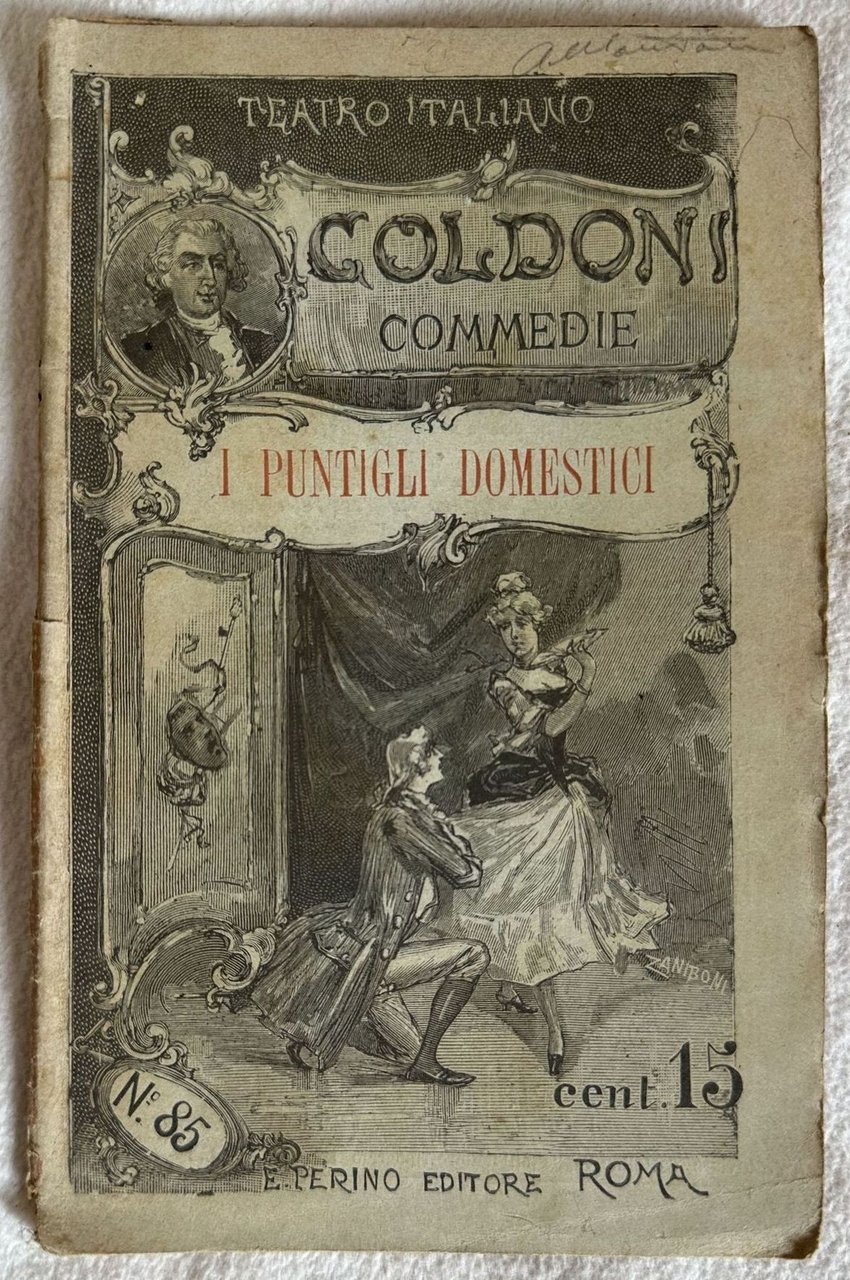 TEATRO ITALIANO
GOLDONI
COMMEDIE
I PUNTIGLI DOMESTICI
ZANIBONI
cent. 15
N.º 85
E. PERINO EDITORE ROMA